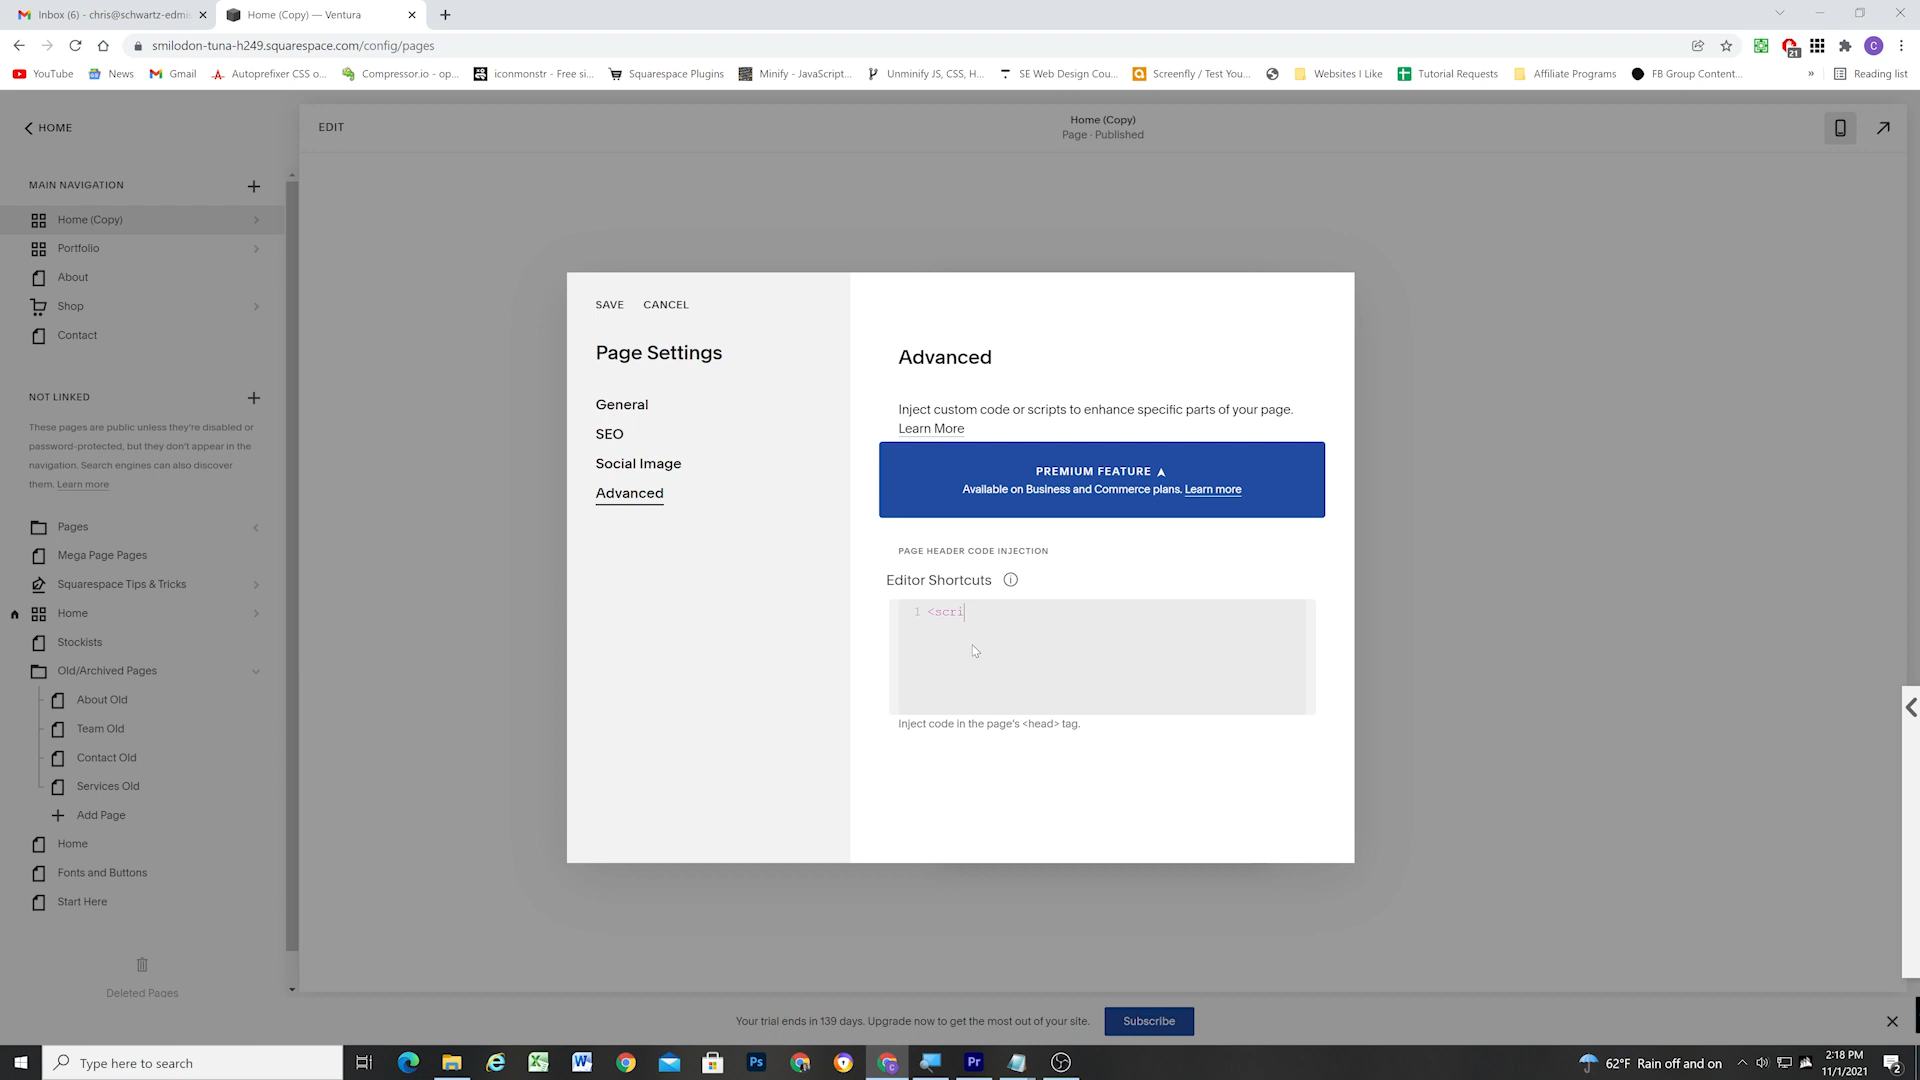 Inbox (6) - chris@schwartz-edmi
Home (Copy) — Ventura
smilodon-tuna-h249.squarespace.com/config/pages
YouTube
News
Gmail
Autoprefixer CSS o...
Compressor.io - op...
iconmonstr - Free si...
Squarespace Plugins
Minify - JavaScript...
Unminify JS, CSS, H...
SE Web Design Cou...
Screenfly / Test You...
Websites I Like
Tutorial Requests
Affiliate Programs
FB Group Content...
»
Reading list
21
C
HOME
EDIT
Home (Copy)
Page · Published
MAIN NAVIGATION
Home (Copy)
Portfolio
About
Shop
Contact
NOT LINKED
These pages are public unless they're disabled or
password-protected, but they don't appear in the
navigation. Search engines can also discover
them. Learn more
Pages
Mega Page Pages
Squarespace Tips & Tricks
Home
Stockists
Old/Archived Pages
About Old
Team Old
Contact Old
Services Old
Add Page
Home
Fonts and Buttons
Start Here
Deleted Pages
SAVE CANCEL
Page Settings
General
SEO
Social Image
Advanced
Advanced
Inject custom code or scripts to enhance specific parts of your page.
Learn More
PREMIUM FEATURE
Available on Business and Commerce plans. Learn more
PAGE HEADER CODE INJECTION
Editor Shortcuts
1 <scri
Inject code in the page's <head> tag.
Your trial ends in 139 days. Upgrade now to get the most out of your site.
Subscribe
Type here to search
Ps
Pr
62°F Rain off and on
2:18 PM
11/1/2021
2